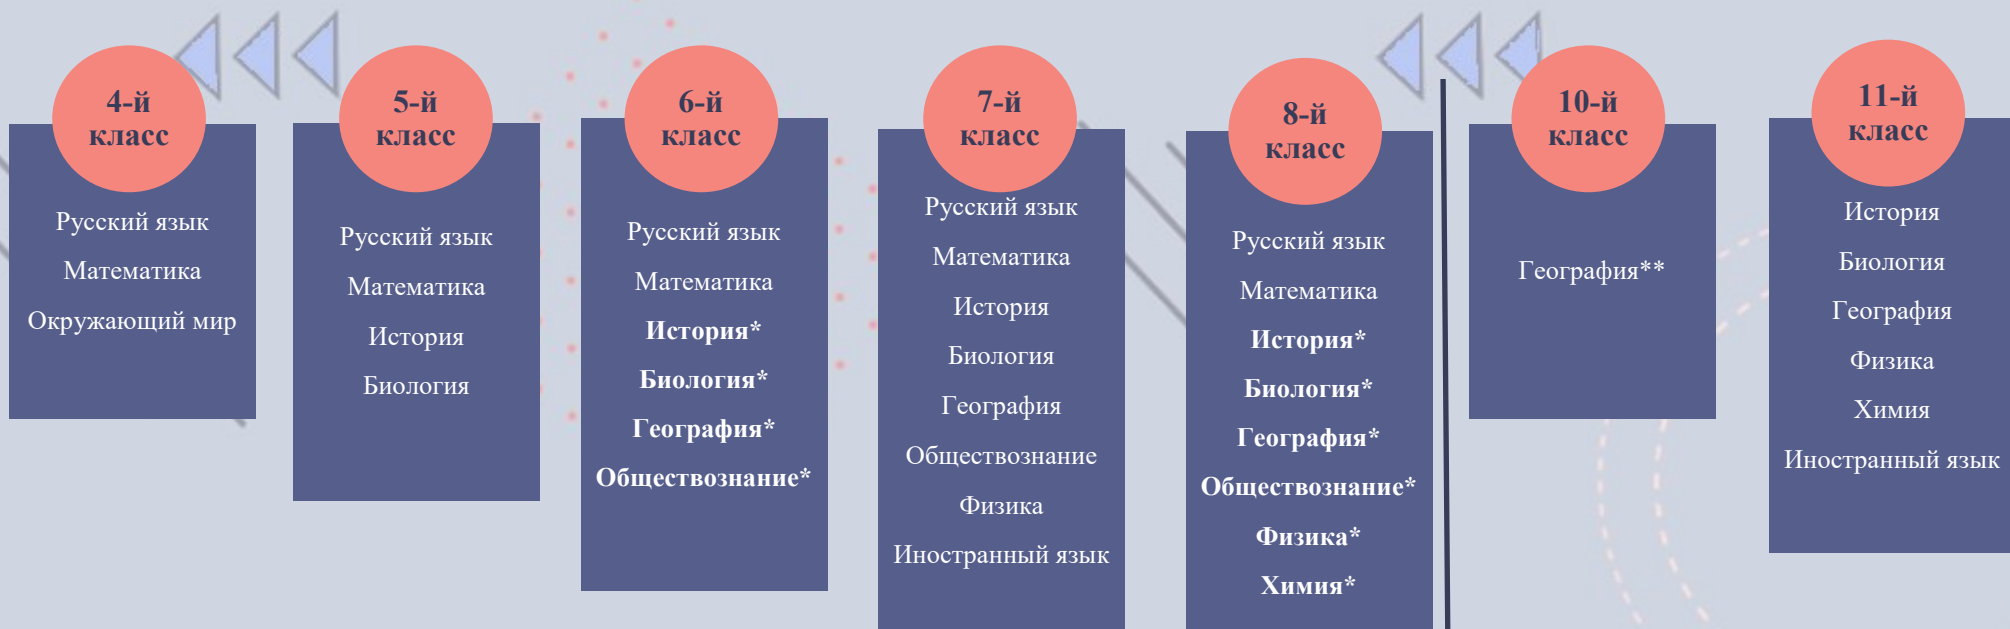 4-й
класс
Русский язык
Математика
Окружающий мир
5-й
класс
Русский язык
Математика
История
Биология
6-й
класс
Русский язык
Математика
История*
Биология*
География*
Обществознание*
7-й
класс
Русский язык
Математика
История
Биология
География
Обществознание
Физика
Иностранный язык
8-й
класс
Русский язык
Математика
История*
Биология*
География*
Обществознание*
Физика*
Химия*
10-й
класс
География**
11-й
класс
История
Биология
География
Физика
Химия
Иностранный язык